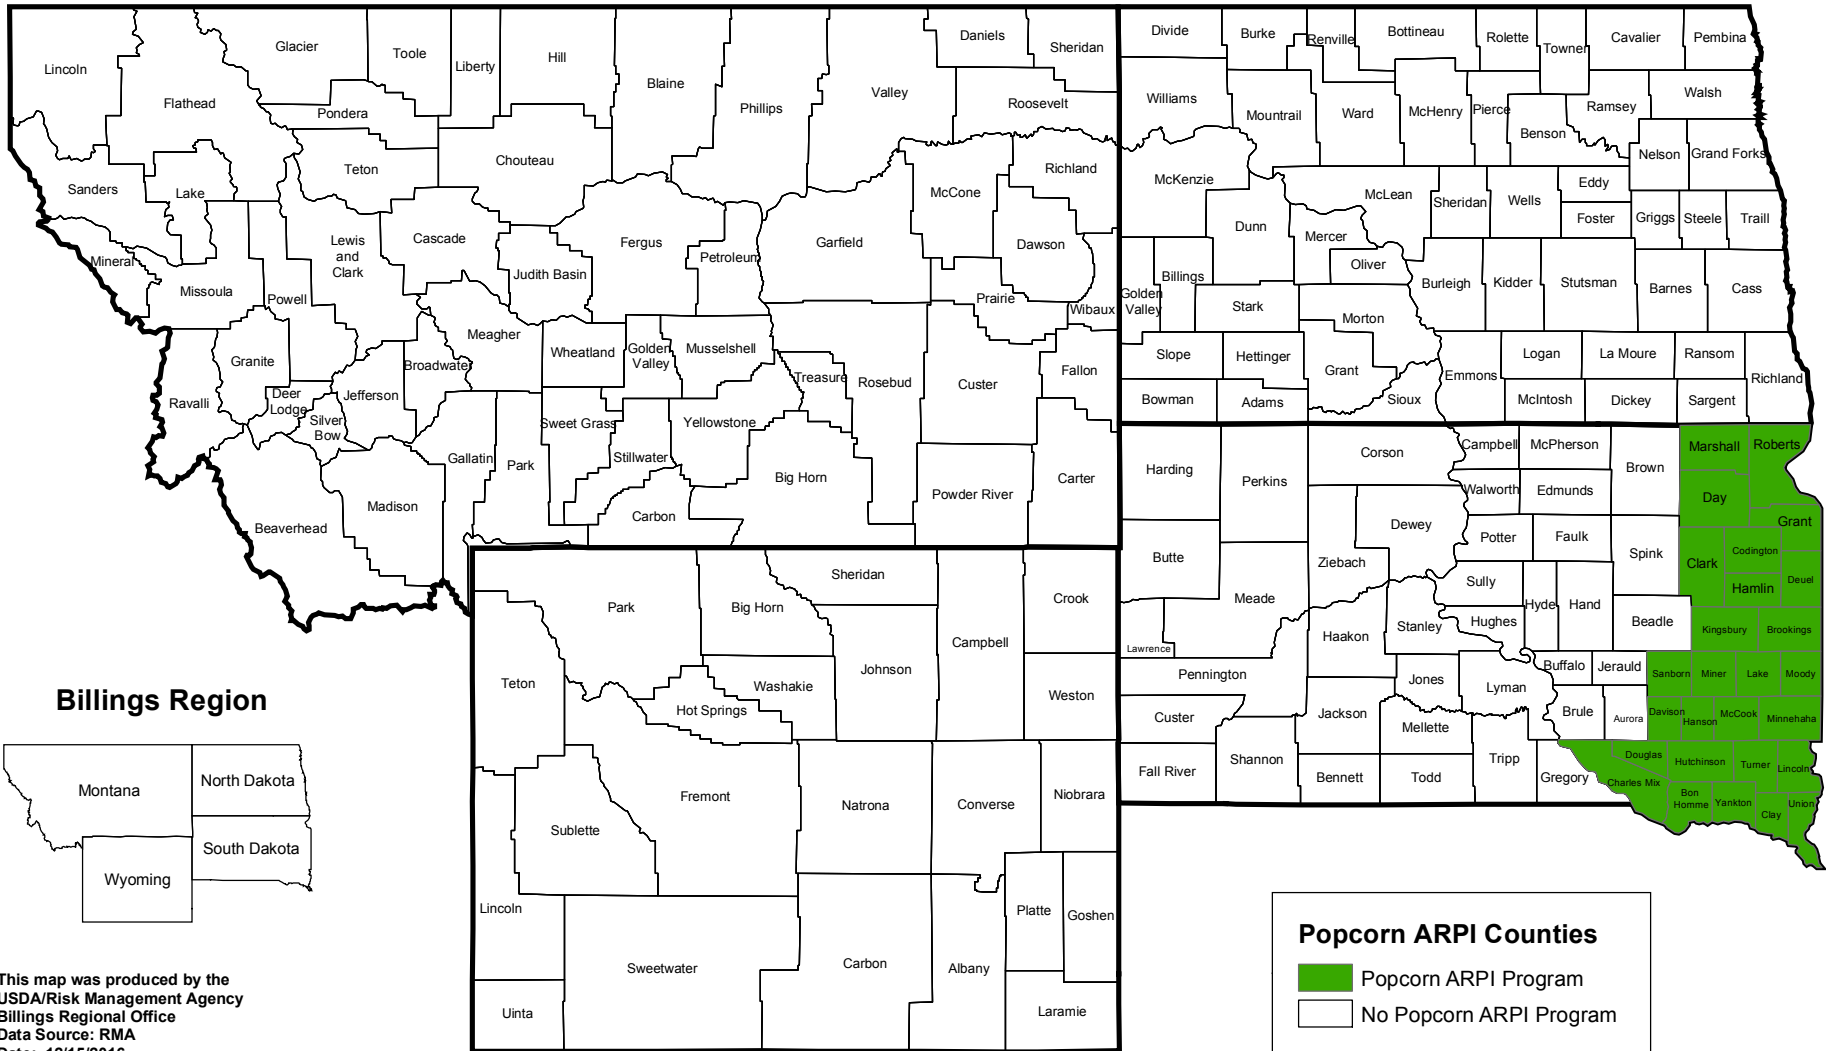 Lincoln
Flathead
Glacier
Toole
Liberty
Hill
Blaine
Phillips
Valley
Daniels
Sheridan
Roosevelt
Pondera
Teton
Chouteau
Sanders
Lake
Richland
McCone
Mineral
Missoula
Powell
Lewis
and
Clark
Cascade
Judith Basin
Fergus
Petroleum
Garfield
Dawson
Prairie
Wibaux
Granite
Ravalli
Deer
Lodge
Silver
Bow
Jefferson
Broadwater
Meagher
Wheatland
Golden
Valley
Musselshell
Treasure
Rosebud
Custer
Fallon
Sweet Grass
Yellowstone
Stillwater
Gallatin
Park
Carbon
Big Horn
Powder River
Carter
Beaverhead
Madison
Divide
Burke
Renville
Bottineau
Rolette
Towner
Cavalier
Pembina
Williams
Mountrail
Ward
McHenry
Pierce
Benson
Ramsey
Walsh
Nelson
Grand Forks
McKenzie
Dunn
McLean
Sheridan
Wells
Eddy
Foster
Griggs
Steele
Traill
Mercer
Oliver
Billings
Golden
Valley
Stark
Morton
Burleigh
Kidder
Stutsman
Barnes
Cass
Slope
Hettinger
Grant
Sioux
Emmons
Logan
La Moure
Ransom
Richland
Bowman
Adams
McIntosh
Dickey
Sargent
Harding
Perkins
Corson
Campbell
McPherson
Brown
Marshall
Roberts
Walworth
Edmunds
Day
Grant
Butte
Dewey
Ziebach
Potter
Faulk
Spink
Clark
Codington
Hamlin
Deuel
Meade
Sully
Hyde
Hand
Hughes
Beadle
Kingsbury
Brookings
Lawrence
Haakon
Stanley
Pennington
Jones
Lyman
Buffalo
Jerauld
Sanborn
Miner
Lake
Moody
Custer
Jackson
Mellette
Brule
Aurora
Davison
Hanson
McCook
Minnehaha
Fall River
Shannon
Bennett
Todd
Tripp
Gregory
Charles Mix
Douglas
Hutchinson
Turner
Lincoln
Bon
Homme
Yankton
Clay
Union
Park
Big Horn
Sheridan
Crook
Campbell
Johnson
Teton
Washakie
Hot Springs
Weston
Fremont
Natrona
Converse
Niobrara
Sublette
Lincoln
Sweetwater
Carbon
Albany
Platte
Goshen
Uinta
Laramie
Billings Region
Montana
North Dakota
South Dakota
Wyoming
This map was produced by the
USDA/Risk Management Agency
Billings Regional Office
Data Source: RMA
Date: 12/15/2016
Popcorn ARPI Counties
Popcorn ARPI Program
No Popcorn ARPI Program